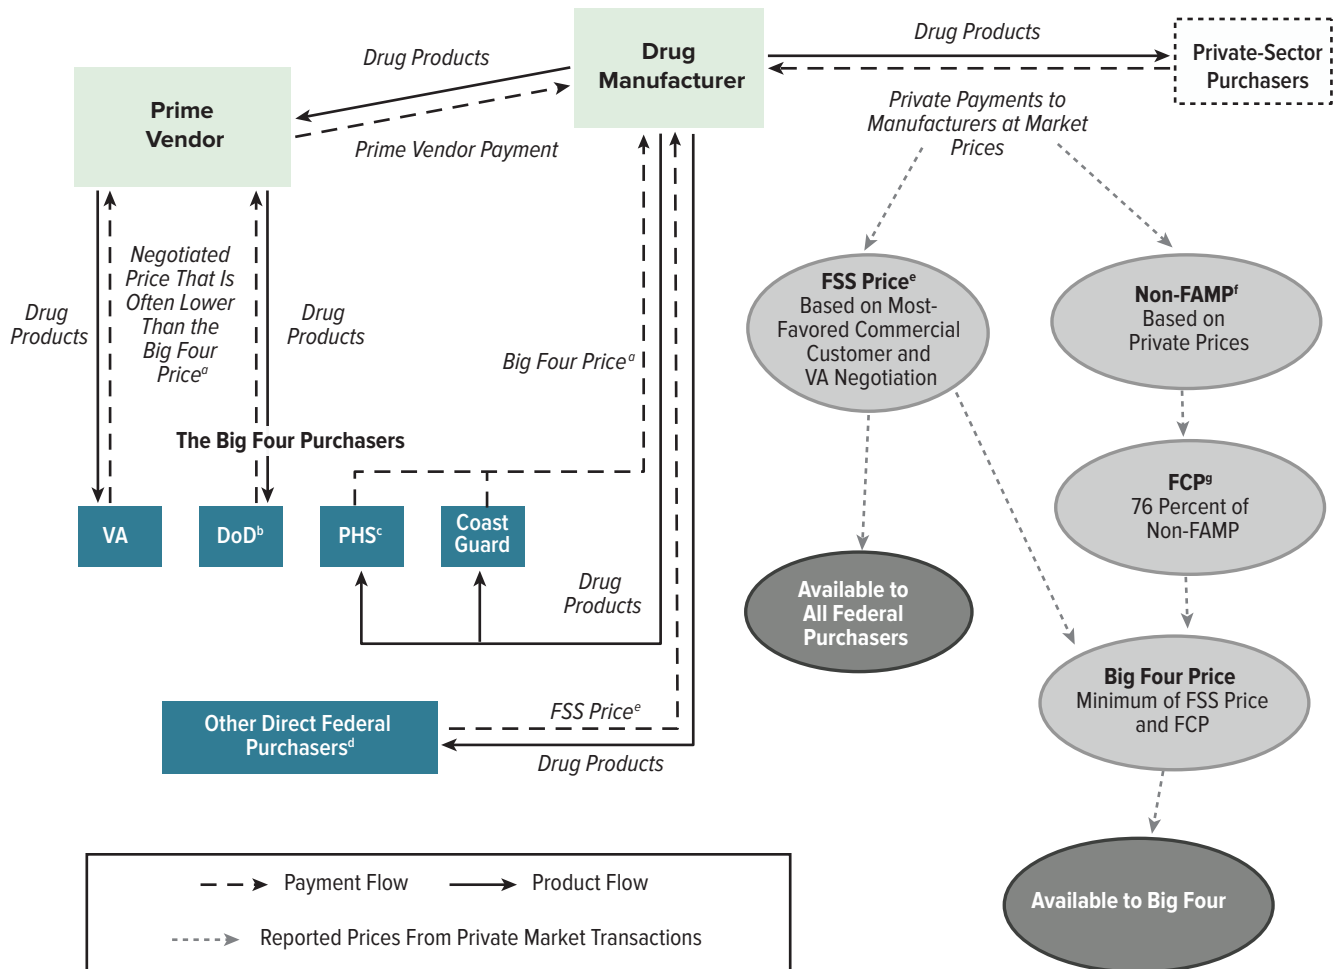 Drug Products
Drug
Manufacturer
Drug Products
Private-Sector
Purchasers
Prime
Vendor
Prime Vendor Payment
Private Payments to
Manufacturers at Market
Prices
Drug
Products
Negotiated
Price That Is
Often Lower
Than the
Big Four
Priceᵃ
Drug
Products
Big Four Priceᵃ
FSS Priceᵉ
Based on Most-
Favored Commercial
Customer and
VA Negotiation
Non-FAMPᶠ
Based on
Private Prices
The Big Four Purchasers
VA
DoDᵇ
PHSᶜ
Coast
Guard
FCPᵍ
76 Percent of
Non-FAMP
Drug
Products
Available to
All Federal
Purchasers
Other Direct Federal
Purchasersᵈ
FSS Priceᵉ
Drug Products
Big Four Price
Minimum of FSS Price
and FCP
Available to Big Four
Payment Flow
Product Flow
Reported Prices From Private Market Transactions